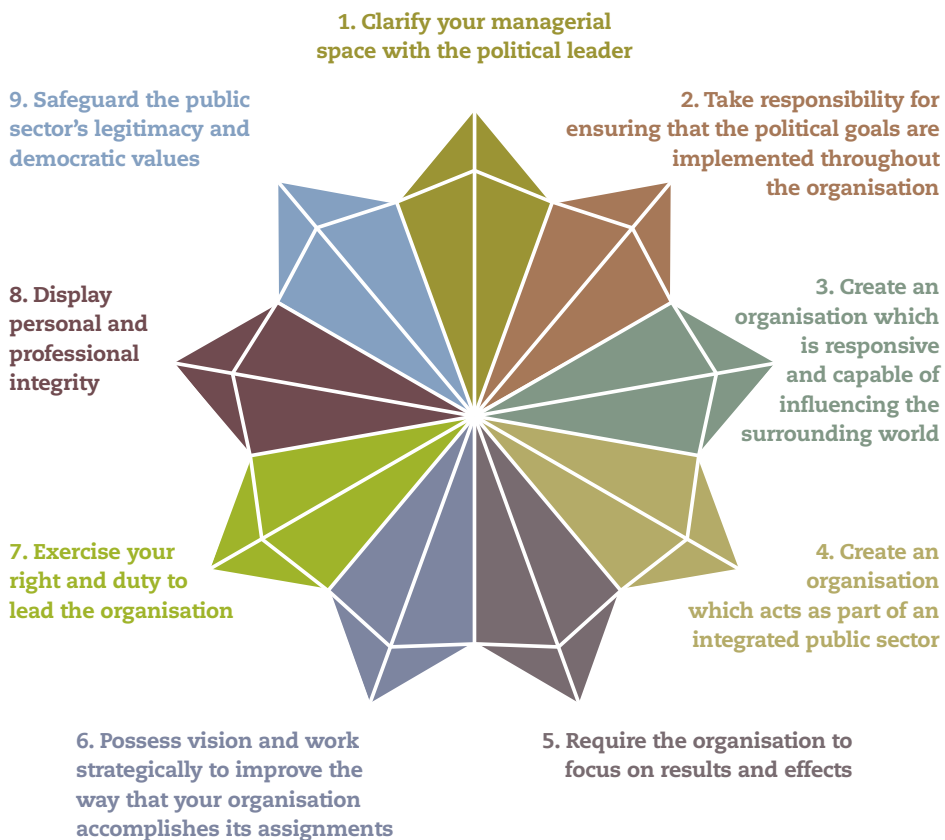 1. Clarify your managerial
space with the political leader
2. Take responsibility for
ensuring that the political goals are
implemented throughout
the organisation
3. Create an
organisation which
is responsive
and capable of
influencing the
surrounding world
4. Create an
organisation
which acts as part of an
integrated public sector
5. Require the organisation to
focus on results and effects
6. Possess vision and work
strategically to improve the
way that your organisation
accomplishes its assignments
7. Exercise your
right and duty to
lead the organisation
8. Display
personal and
professional
integrity
9. Safeguard the public
sector’s legitimacy and
democratic values